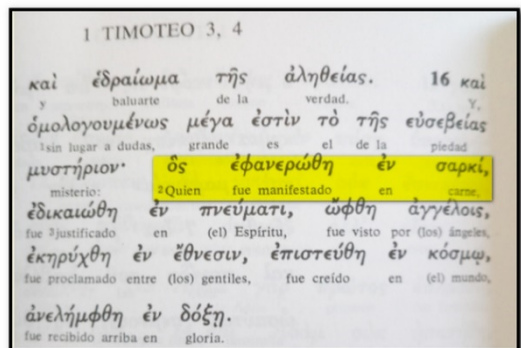 1 TIMOTEO 3, 4
καὶ ἑδραίωμα τῆς ἀληθείας. 16 καὶ
y baluarte de la verdad. Y,
ὁμολογουμένως μέγα ἐστὶν τὸ τῆς εὐσεβείας
¹sin lugar a dudas, grande es el de la piedad
μυστήριον· ὃς ἐφανερώθη ἐν σαρκί,
misterio: ²Quien fue manifestado en carne,
ἐδικαιώθη ἐν πνεύματι, ὤφθη ἀγγέλοις,
fue ³justificado en (el) Espíritu, fue visto por (los) ángeles,
ἐκηρύχθη ἐν ἔθνεσιν, ἐπιστεύθη ἐν κόσμῳ,
fue proclamado entre (los) gentiles, fue creído en (el) mundo,
ἀνελήμφθη ἐν δόξῃ.
fue recibido arriba en gloria.